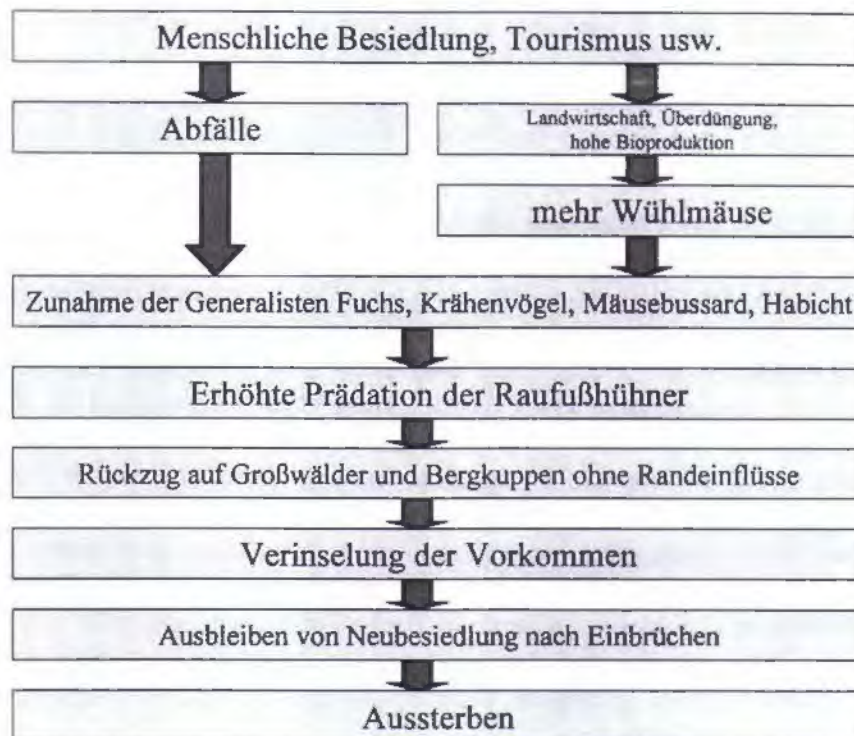 Menschliche Besiedlung, Tourismus usw.
Abfälle
Landwirtschaft, Überdüngung,
hohe Bioproduktion
mehr Wühlmäuse
Zunahme der Generalisten Fuchs, Krähenvögel, Mäusebussard, Habicht
Erhöhte Prädation der Raufußhühner
Rückzug auf Großwälder und Bergkuppen ohne Randeinflüsse
Verinselung der Vorkommen
Ausbleiben von Neubesiedlung nach Einbrüchen
Aussterben